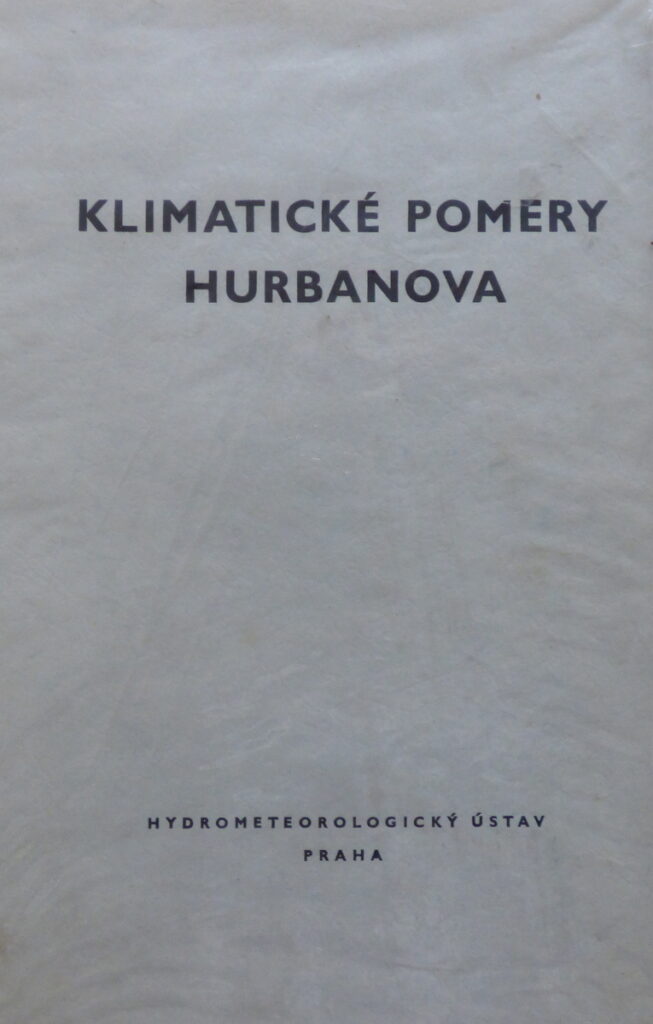 KLIMATICKÉ POMERY
HURBANOVA
HYDROMETEOROLOGICKÝ ÚSTAV
PRAHA